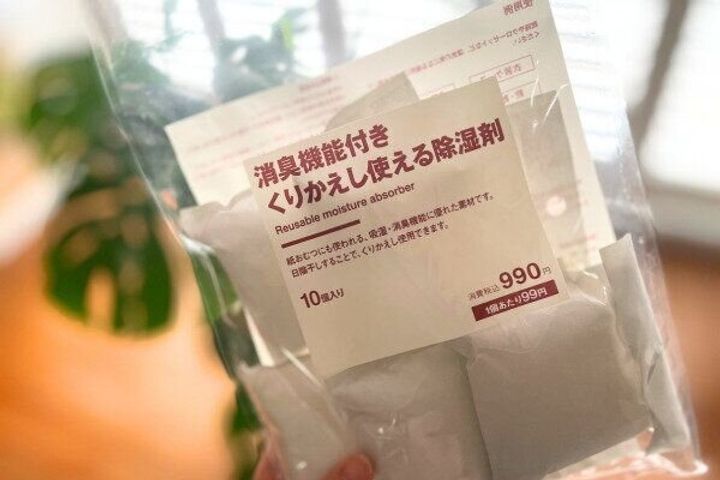 消臭機能付き
くりかえし使える除湿剤
Reusable moisture absorber
紙おむつにも使われる、吸湿・消臭機能に優れた素材です。
日陰干しすることで、くりかえし使用できます。
10個入り
消費税込990円
1個あたり99円
使用例